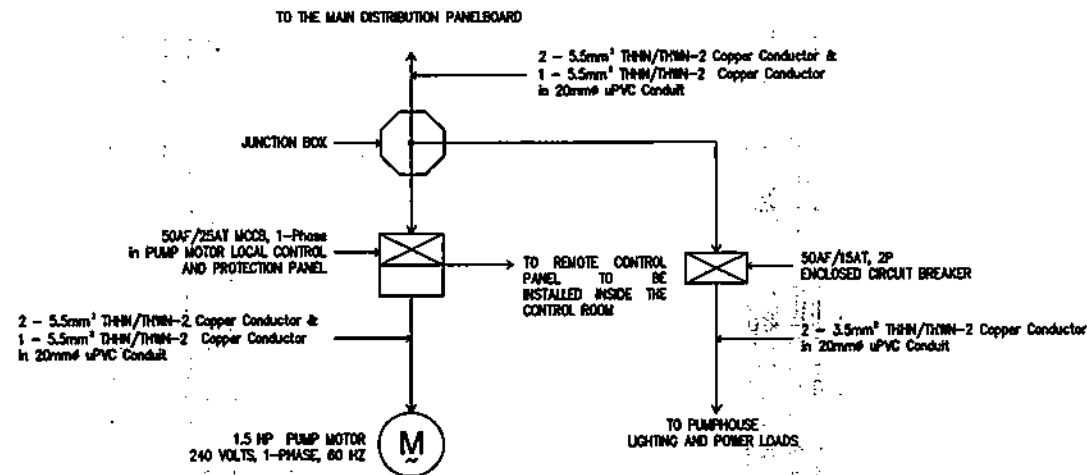 TO THE MAIN DISTRIBUTION PANELBOARD
2 - 5.5mm² THHN/THWN-2 Copper Conductor &
1 - 5.5mm² THHN/THWN-2 Copper Conductor
in 20mmø uPVC Conduit
JUNCTION BOX
50AF/25AT MCCB, 1-Phase
in PUMP MOTOR LOCAL CONTROL
AND PROTECTION PANEL
TO REMOTE CONTROL
PANEL TO BE
INSTALLED INSIDE THE
CONTROL ROOM
50AF/15AT, 2P
ENCLOSED CIRCUIT BREAKER
2 - 5.5mm² THHN/THWN-2 Copper Conductor &
1 - 5.5mm² THHN/THWN-2 Copper Conductor
in 20mmø uPVC Conduit
2 - 3.5mm² THHN/THWN-2 Copper Conductor
in 20mmø uPVC Conduit
1.5 HP PUMP MOTOR
240 VOLTS, 1-PHASE, 60 HZ
M
~
TO PUMPHOUSE
LIGHTING AND POWER LOADS